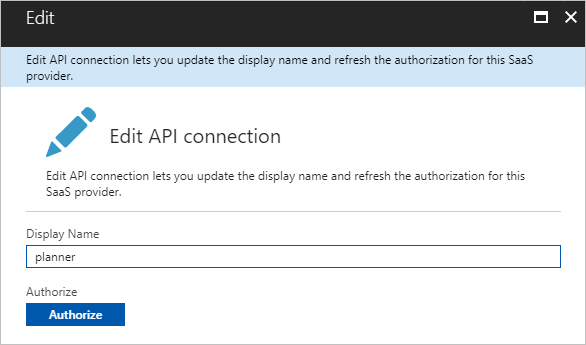 Edit
Edit API connection lets you update the display name and refresh the authorization for this SaaS
provider.
Edit API connection
Edit API connection lets you update the display name and refresh the authorization for this
SaaS provider.
Display Name
planner
Authorize
Authorize